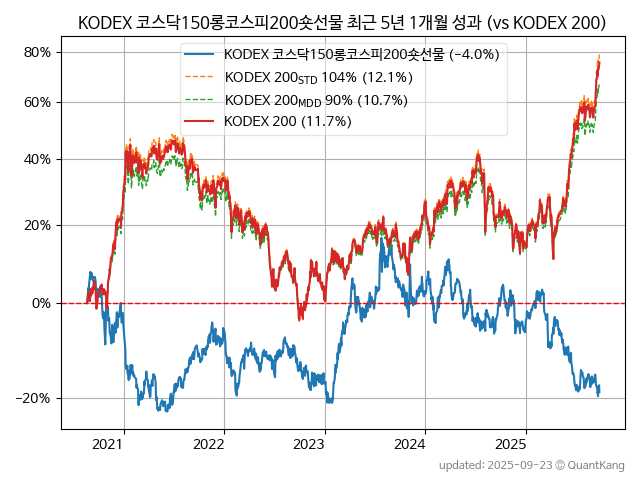 KODEX 코스닥150롱코스피200숏선물 최근 5년 1개월 성과 (vs KODEX 200)
80%
60%
40%
20%
0%
−20%
KODEX 코스닥150롱코스피200숏선물 (−4.0%)
KODEX 200STD 104% (12.1%)
KODEX 200MDD 90% (10.7%)
KODEX 200 (11.7%)
2021 2022 2023 2024 2025
updated: 2025-09-23 © QuantKang